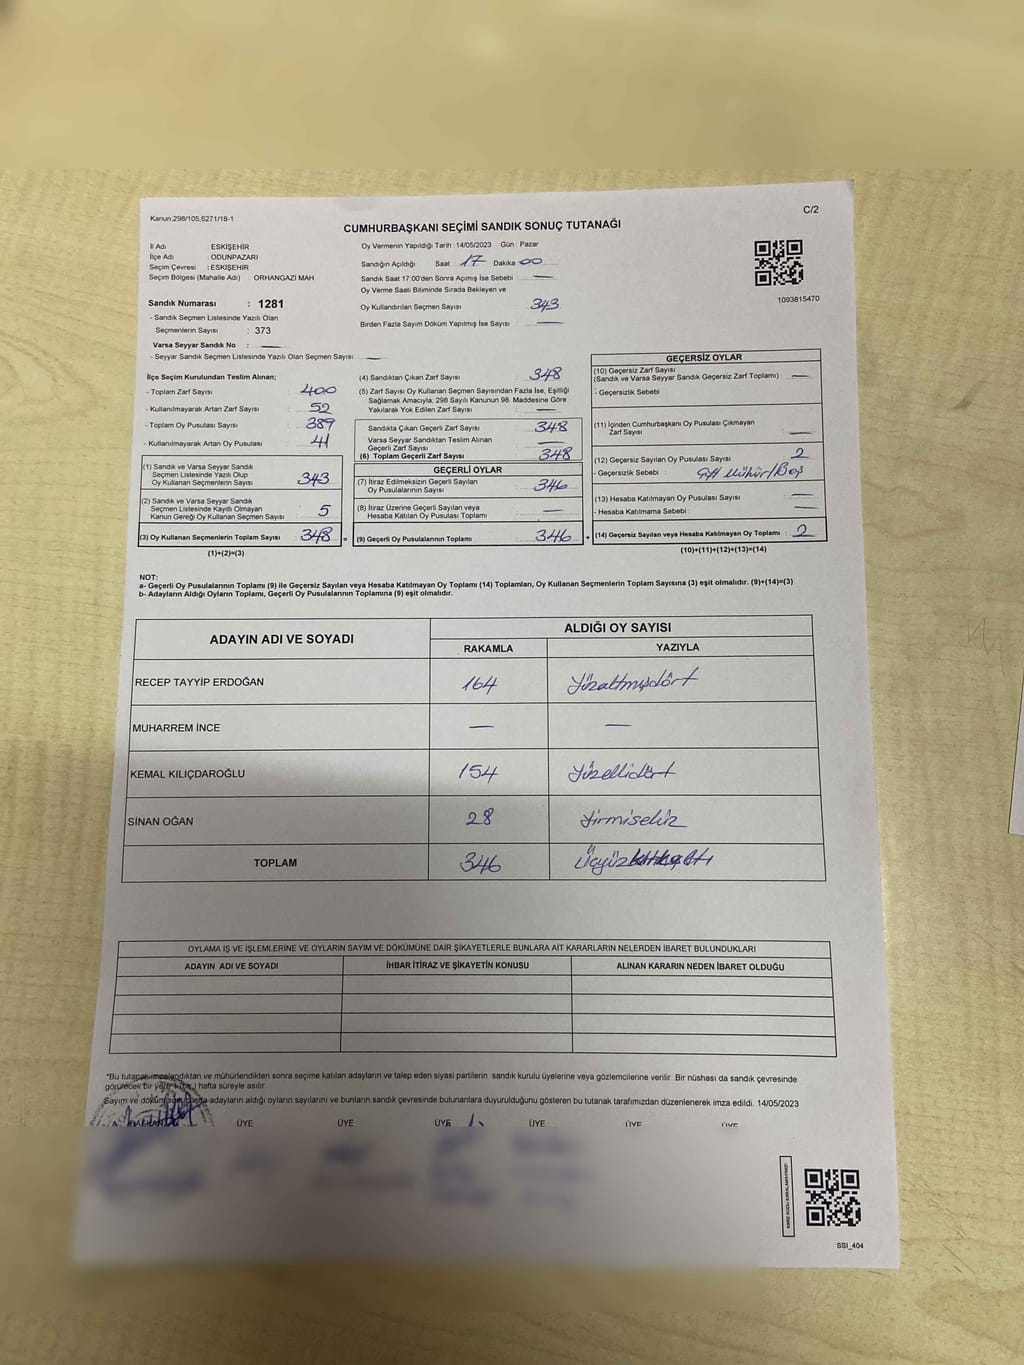 Kanun:298/105,6271/18-1
C/2
CUMHURBAŞKANI SEÇİMİ SANDIK SONUÇ TUTANAĞI
İl Adı : ESKİŞEHİR
İlçe Adı : ODUNPAZARI
Seçim Çevresi : ESKİŞEHİR
Seçim Bölgesi (Mahalle Adı) : ORHANGAZİ MAH.
Sandık Numarası : 1281
- Sandık Seçmen Listesinde Yazılı Olan
Seçmenlerin Sayısı : 373
Varsa Seyyar Sandık No : —
- Seyyar Sandık Seçmen Listesinde Yazılı Olan Seçmen Sayısı: —
Oy Vermenin Yapıldığı Tarih : 14/05/2023 Gün : Pazar
Sandığın Açıldığı Saat : 17 Dakika : 00
Sandık Saat 17:00'den Sonra Açımış İse Sebebi : —
Oy Verme Saati Bitiminde Sırada Bekleyen ve
Oy Kullandırılan Seçmen Sayısı : 343
Birden Fazla Sayım Döküm Yapılmış İse Sayısı : —
1093815470
İlçe Seçim Kurulundan Teslim Alınan;
- Toplam Zarf Sayısı : 400
- Kullanılmayarak Artan Zarf Sayısı : 52
- Toplam Oy Pusulası Sayısı : 389
- Kullanılmayarak Artan Oy Pusulası : 41
(1) Sandık ve Varsa Seyyar Sandık
Seçmen Listesinde Yazılı Olup
Oy Kullanan Seçmenlerin Sayısı : 343
(2) Sandık ve Varsa Seyyar Sandık
Seçmen Listesinde Kayıtlı Olmayan
Kanun Gereği Oy Kullanan Seçmen Sayısı : 5
(3) Oy Kullanan Seçmenlerin Toplam Sayısı : 348
(1)+(2)=(3)
(4) Sandıktan Çıkan Zarf Sayısı : 348
(5) Zarf Sayısı Oy Kullanan Seçmen Sayısından Fazla İse, Eşitliği
Sağlamak Amacıyla, 298 Sayılı Kanunun 98. Maddesine Göre
Yakılarak Yok Edilen Zarf Sayısı : —
Sandıkta Çıkan Geçerli Zarf Sayısı : 348
Varsa Seyyar Sandıktan Teslim Alınan
Geçerli Zarf Sayısı : —
(6) Toplam Geçerli Zarf Sayısı : 348
GEÇERLİ OYLAR
(7) İtiraz Edilmeksizin Geçerli Sayılan
Oy Pusulalarının Sayısı : 346
(8) İtiraz Üzerine Geçerli Sayılan veya
Hesaba Katılan Oy Pusulası Toplamı : —
(9) Geçerli Oy Pusulalarının Toplamı : 346
GEÇERSİZ OYLAR
(10) Geçersiz Zarf Sayısı
(Sandık ve Varsa Seyyar Sandık Geçersiz Zarf Toplamı) : —
- Geçersizlik Sebebi :
(11) İçinden Cumhurbaşkanı Oy Pusulası Çıkmayan
Zarf Sayısı : —
(12) Geçersiz Sayılan Oy Pusulası Sayısı : 2
- Geçersizlik Sebebi : Çift Mühür/Boş
(13) Hesaba Katılmayan Oy Pusulası Sayısı : —
- Hesaba Katılmama Sebebi : —
(14) Geçersiz Sayılan veya Hesaba Katılmayan Oy Toplamı : 2
(10)+(11)+(12)+(13)=(14)
NOT:
a- Geçerli Oy Pusulalarının Toplamı (9) ile Geçersiz Sayılan veya Hesaba Katılmayan Oy Toplamı (14) Toplamları, Oy Kullanan Seçmenlerin Toplam Sayısına (3) eşit olmalıdır. (9)+(14)=(3)
b- Adayların Aldığı Oyların Toplamı, Geçerli Oy Pusulalarının Toplamına (9) eşit olmalıdır.
ADAYIN ADI VE SOYADI
ALDIĞI OY SAYISI
RAKAMLA YAZIYLA
RECEP TAYYİP ERDOĞAN 164 Yüzaltmışdört
MUHARREM İNCE — —
KEMAL KILIÇDAROĞLU 154 Yüzellidört
SİNAN OĞAN 28 Yirmisekiz
TOPLAM 346 Üçyüz
OYLAMA İŞ VE İŞLEMLERİNE VE OYLARIN SAYIM VE DÖKÜMÜNE DAİR ŞİKAYETLERLE BUNLARA AİT KARARLARIN NELERDEN İBARET BULUNDUKLARI
ADAYIN ADI VE SOYADI İHBAR İTİRAZ VE ŞİKAYETİN KONUSU ALINAN KARARIN NEDEN İBARET OLDUĞU
*Bu tutanak imzalandıktan ve mühürlendikten sonra seçime katılan adayların ve talep eden siyasi partilerin sandık kurulu üyelerine veya gözlemcilerine verilir. Bir nüshası da sandık çevresinde
görülecek bir yere 1 (bir) hafta süreyle asılır.
Sayım ve döküm sonunda adayların aldığı oyların sayılarını ve bunların sandık çevresinde bulunanlara duyurulduğunu gösteren bu tutanak tarafımızdan düzenlenerek imza edildi. 14/05/2023
BAŞKAN ÜYE ÜYE ÜYE ÜYE ÜYE ÜYE
SSI_404